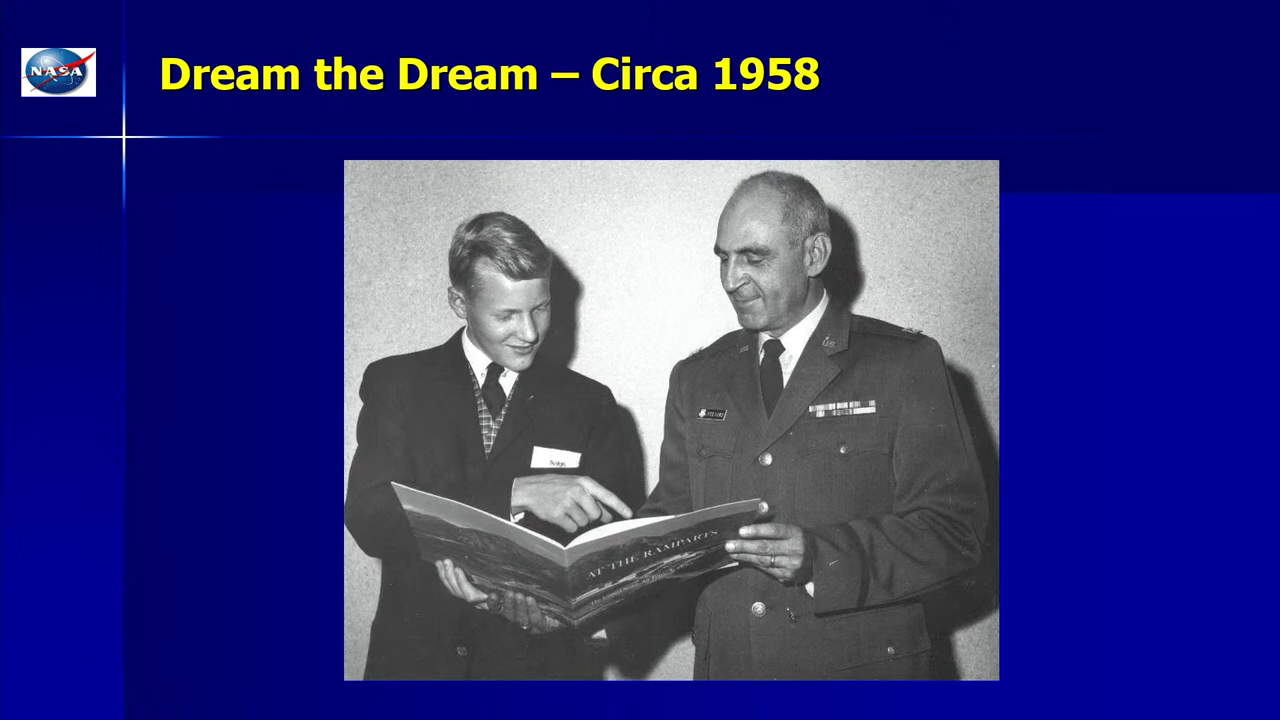 NASA
Dream the Dream – Circa 1958
AT THE RAMPARTS